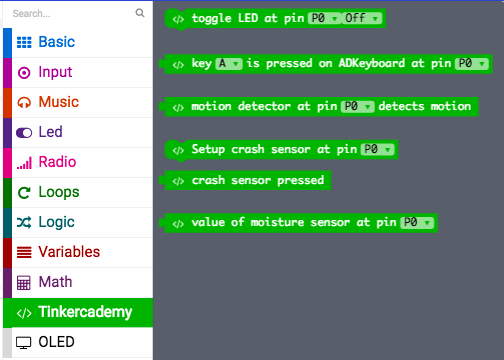 Search...
Basic
Input
Music
Led
Radio
Loops
Logic
Variables
Math
</> Tinkercademy
OLED
</> toggle LED at pin P0 Off
</> key A is pressed on ADKeyboard at pin P0
</> motion detector at pin P0 detects motion
</> Setup crash sensor at pin P0
</> crash sensor pressed
</> value of moisture sensor at pin P0